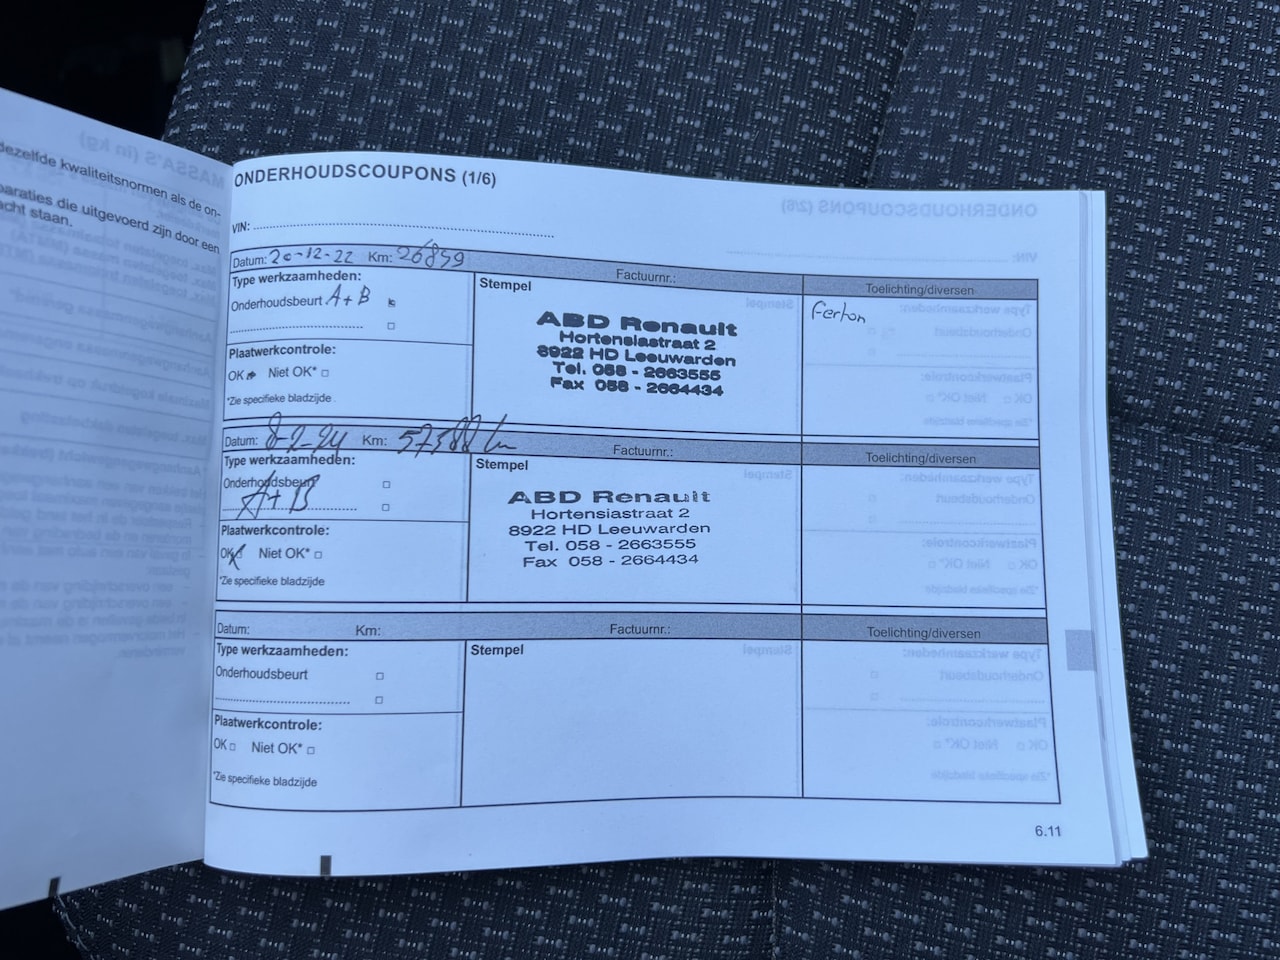 dezelfde kwaliteitsnormen als de on-
paraties die uitgevoerd zijn door een
acht staan.
ONDERHOUDSCOUPONS (1/6)
VIN:
Datum: 20-12-22 Km: 26859 Factuurnr.: Toelichting/diversen
Type werkzaamheden:
Onderhoudsbeurt A+B
Plaatwerkcontrole:
OK Niet OK*
*Zie specifieke bladzijde
Stempel
ABD Renault
Hortensiastraat 2
8922 HD Leeuwarden
Tel. 058 - 2663555
Fax 058 - 2664434
Datum: 8-2-24 Km: 57588 km Factuurnr.: Toelichting/diversen
Type werkzaamheden:
Onderhoudsbeurt
A+B
Plaatwerkcontrole:
OK Niet OK*
*Zie specifieke bladzijde
Stempel
ABD Renault
Hortensiastraat 2
8922 HD Leeuwarden
Tel. 058 - 2663555
Fax 058 - 2664434
Datum: Km: Factuurnr.: Toelichting/diversen
Type werkzaamheden:
Onderhoudsbeurt
Plaatwerkcontrole:
OK Niet OK*
*Zie specifieke bladzijde
Stempel
6.11